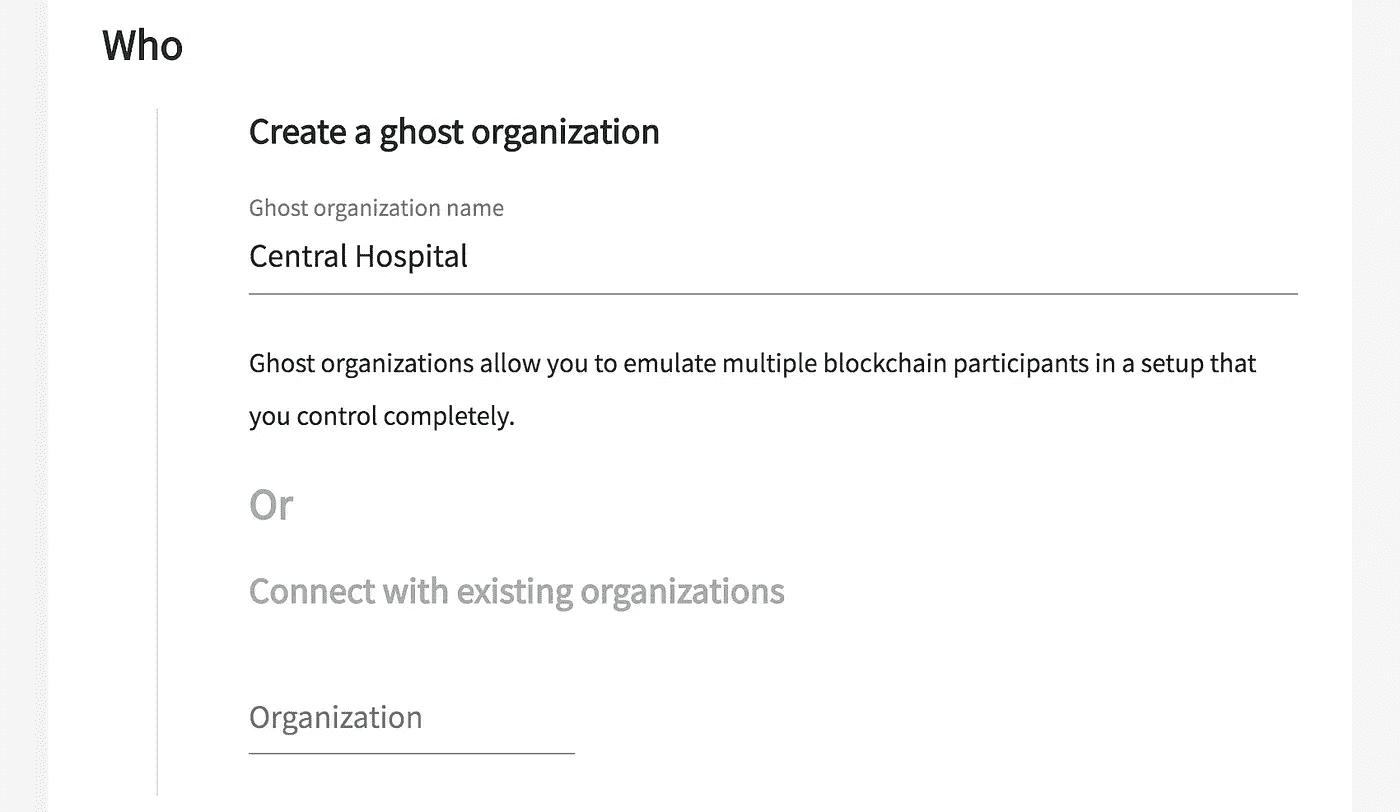 Who
Create a ghost organization
Ghost organization name
Central Hospital
Ghost organizations allow you to emulate multiple blockchain participants in a setup that
you control completely.
Or
Connect with existing organizations
Organization